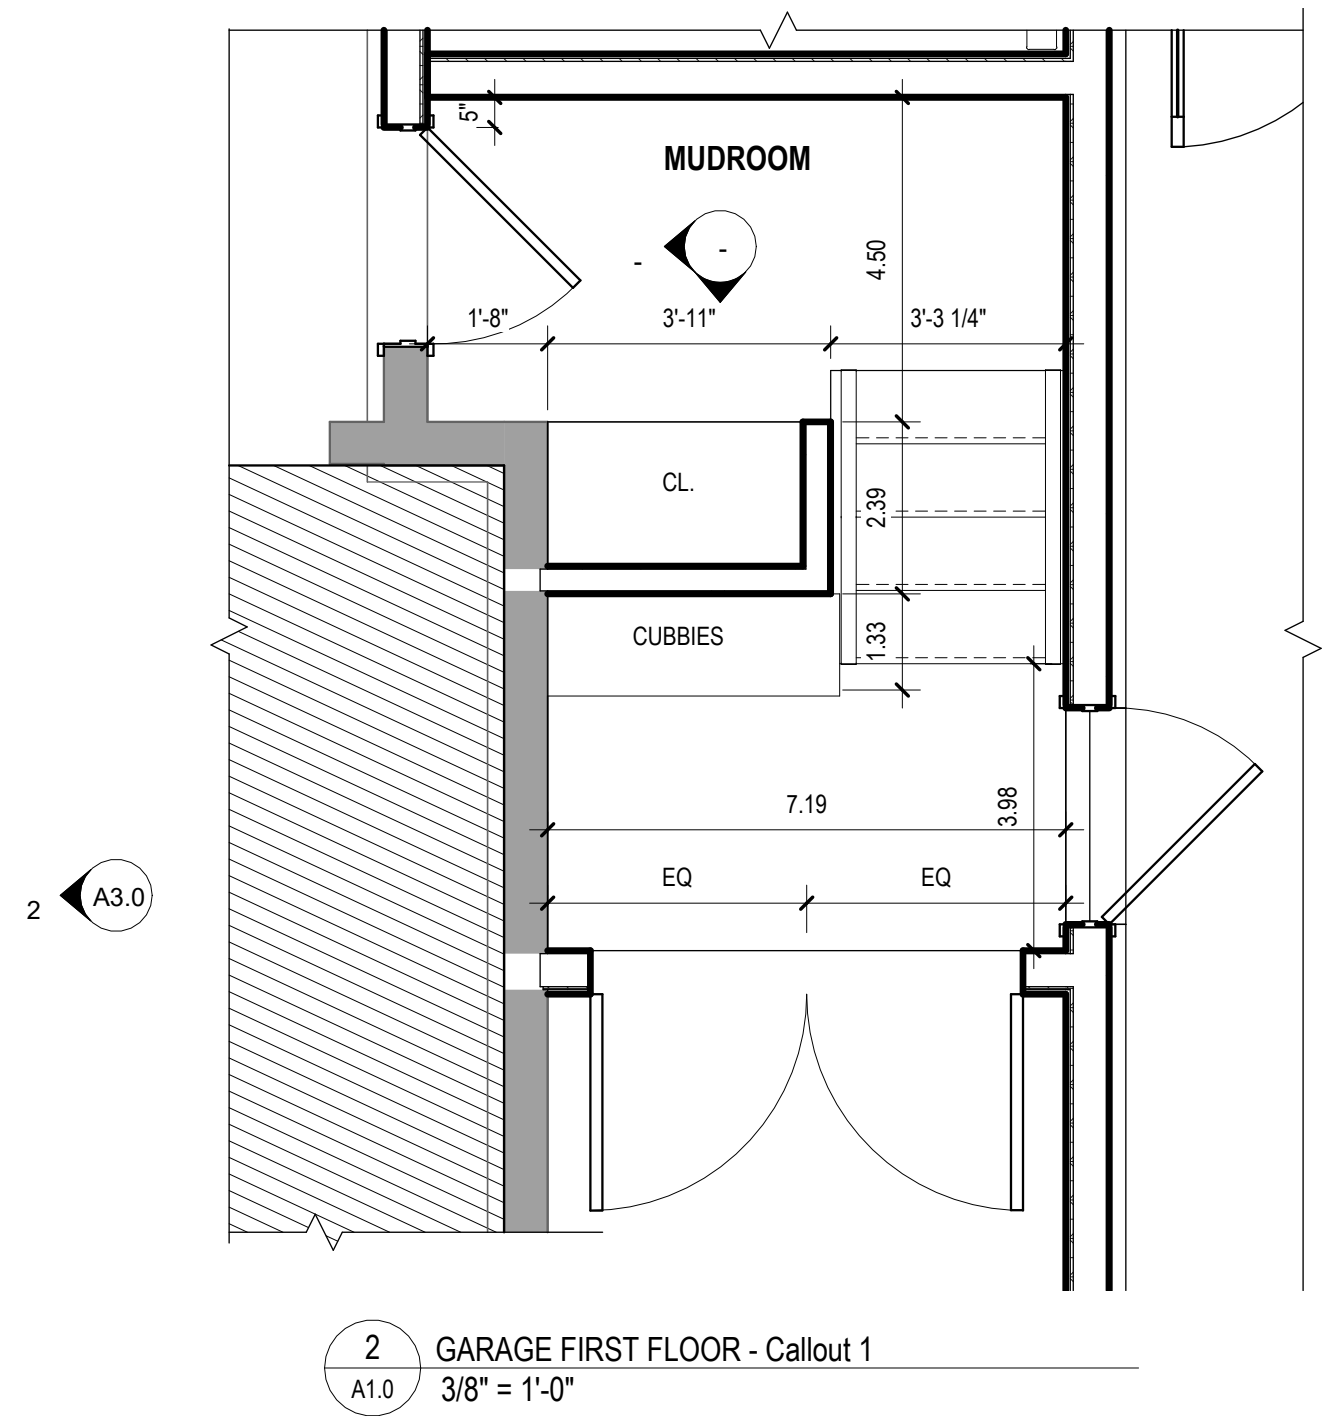 5"
MUDROOM
-
-
4.50
1'-8"
3'-11"
3'-3 1/4"
CL.
2.39
CUBBIES
1.33
7.19
3.98
EQ
EQ
2
A3.0
2
GARAGE FIRST FLOOR - Callout 1
A1.0
3/8" = 1'-0"